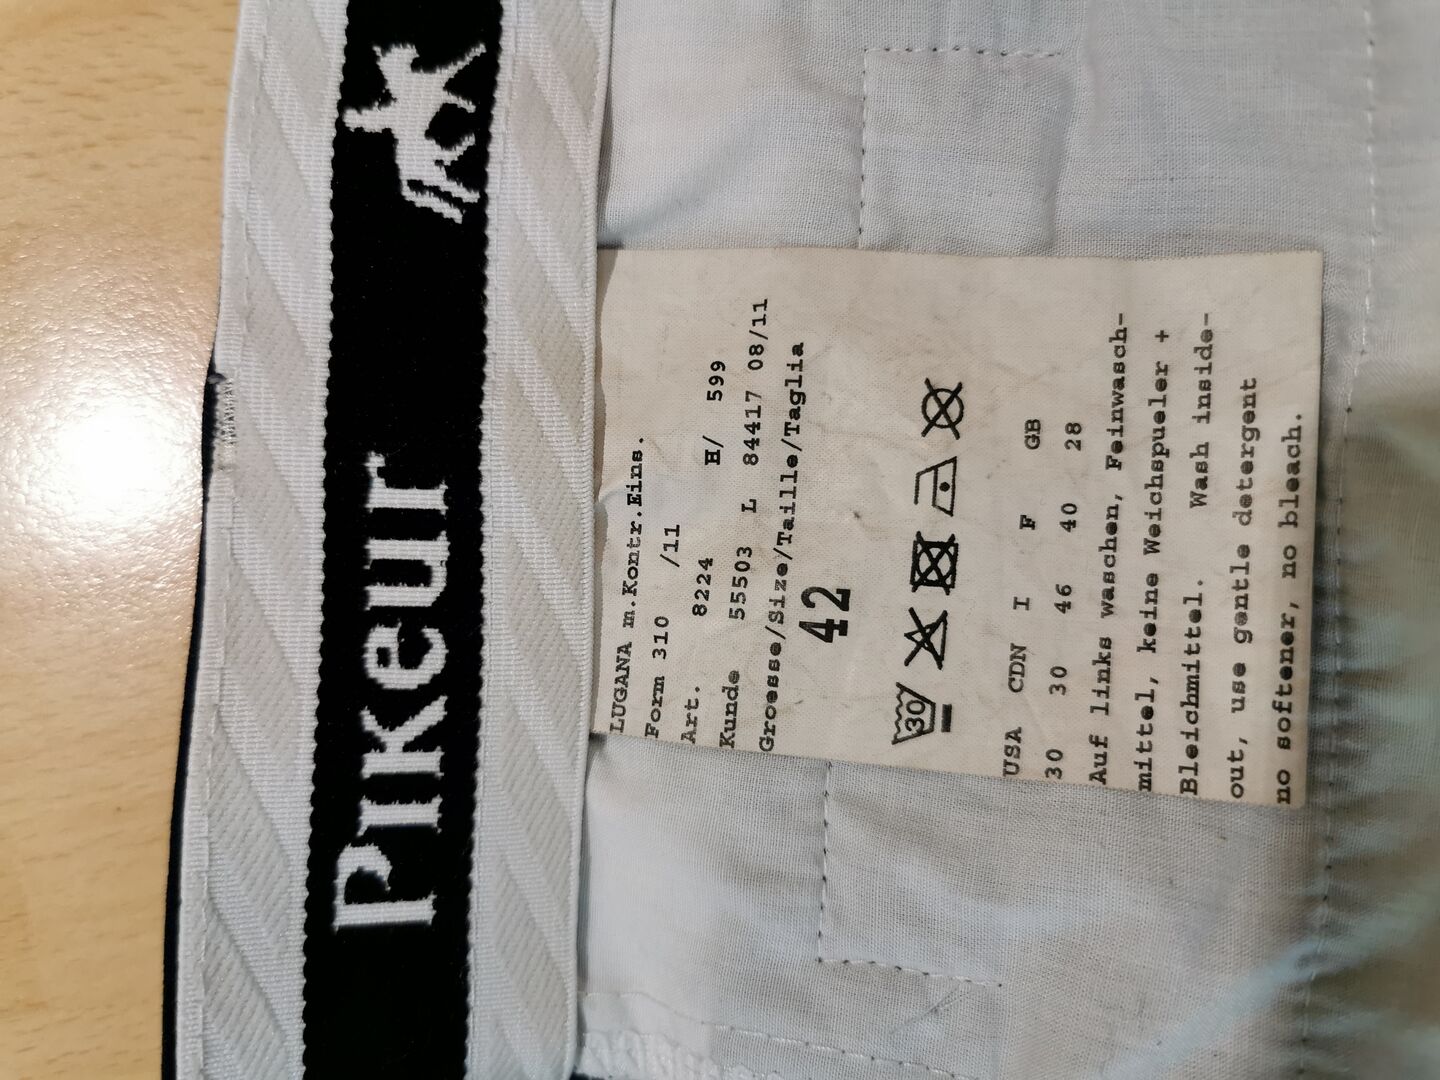 PIKEUR
LUGANA m.Kontr.Eins.
Form 310 /11
Art. 8224 H/ 599
Kunde 55503 L 84417 08/11
Groesse/Size/Taille/Taglia
42
30
USA CDN I F GB
30 30 46 40 28
Auf links waschen, Feinwasch-
mittel, keine Weichspueler +
Bleichmittel. Wash inside-
out, use gentle detergent
no softener, no bleach.